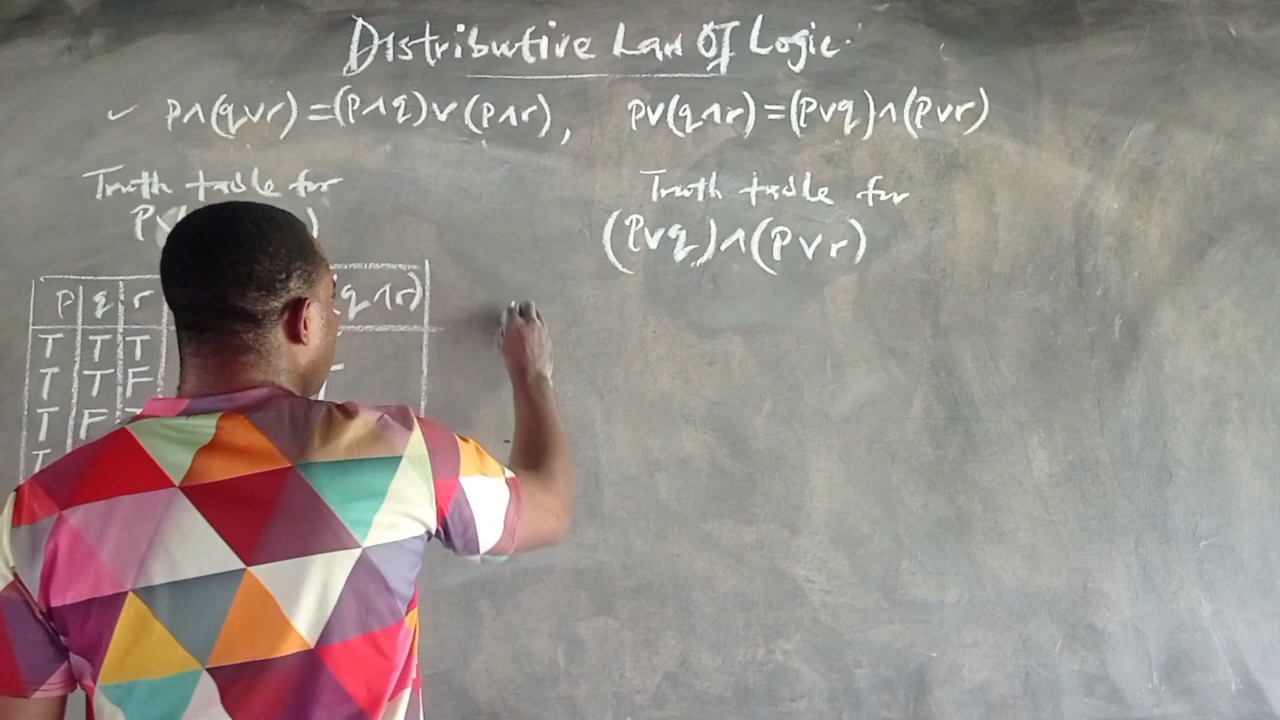 Distributive Law Of Logic.
✓ p∧(q∨r)=(p∧q)∨(p∧r), p∨(q∧r)=(p∨q)∧(p∨r)
Truth table for
Truth table for
P∨( )
(P∨q)∧(P∨r)
P q r (q∧r)
T T T
T T F
T F
T